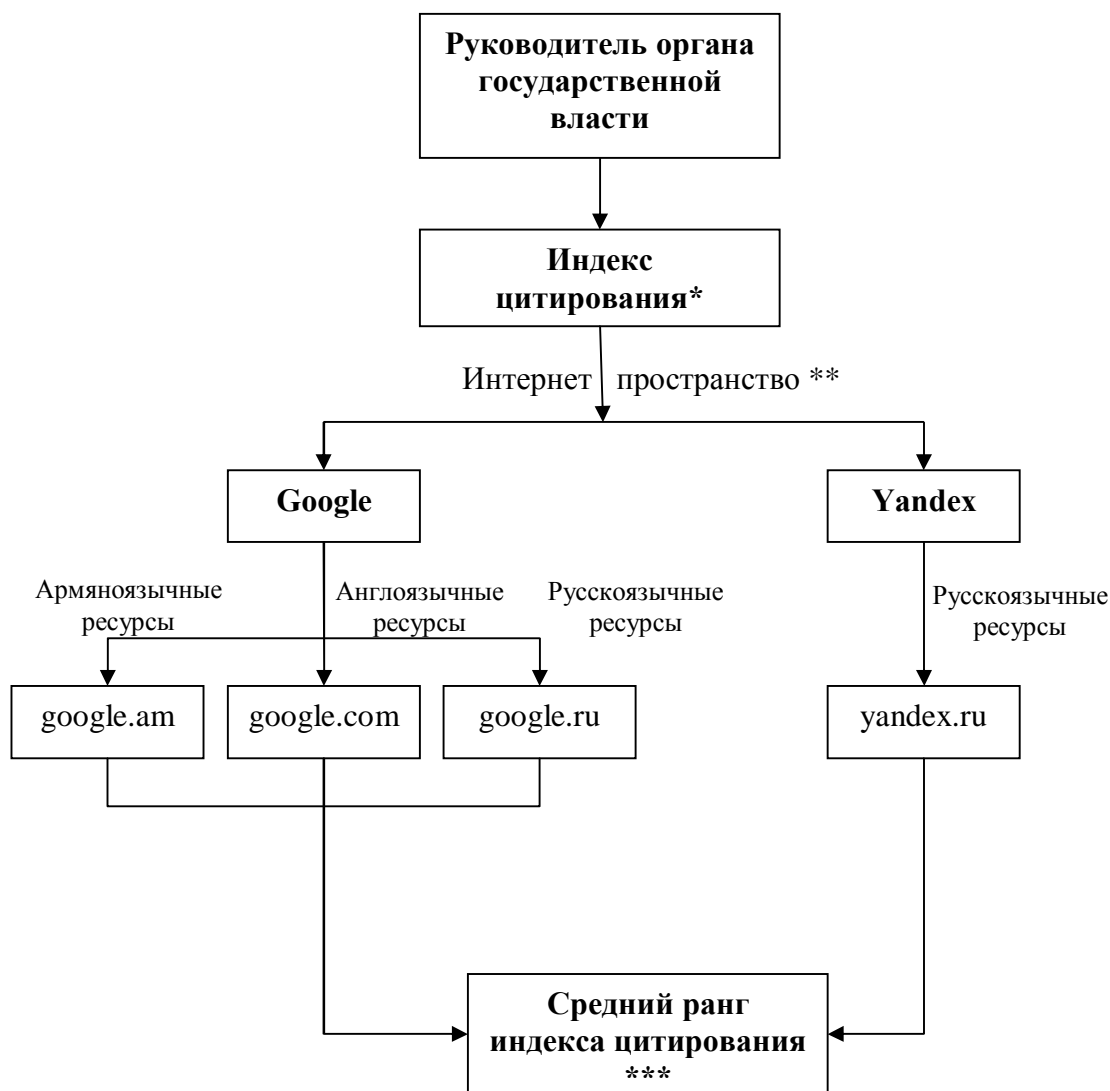 Руководитель органа
государственной
власти
Индекс
цитирования*
Интернет пространство **
Google
Yandex
Армяноязычные
ресурсы
Англоязычные
ресурсы
Русскоязычные
ресурсы
Русскоязычные
ресурсы
google.am
google.com
google.ru
yandex.ru
Средний ранг
индекса цитирования
***